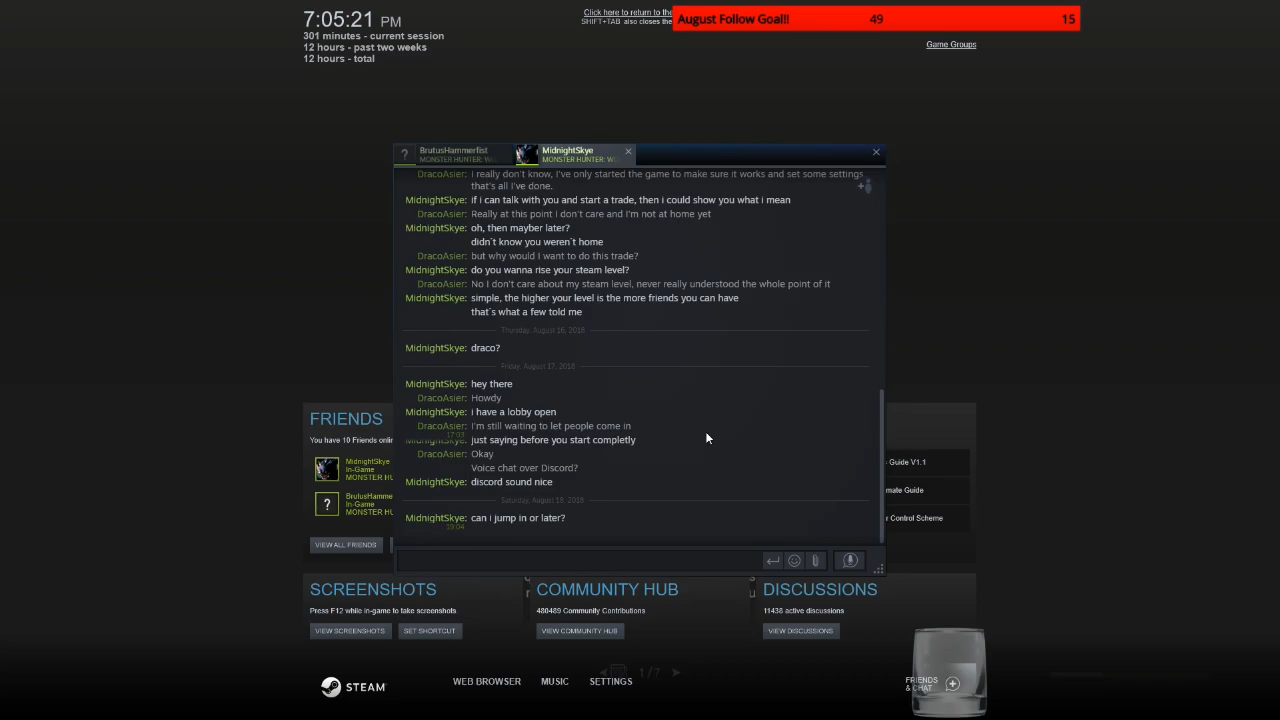 7:05:21 PM
301 minutes - current session
12 hours - past two weeks
12 hours - total
Click here to return to the
SHIFT+TAB also closes the
August Follow Goal!! 49 15
Game Groups
BrutusHammerfist
MONSTER HUNTER: W
MidnightSkye
MONSTER HUNTER: W
DracoAsier: I really don't know, I've only started the game to make sure it works and set some settings
that's all I've done.
MidnightSkye: if i can talk with you and start a trade, then i could show you what i mean
DracoAsier: Really at this point I don't care and I'm not at home yet
MidnightSkye: oh, then mayber later?
didn´t know you weren´t home
DracoAsier: but why would I want to do this trade?
MidnightSkye: do you wanna rise your steam level?
DracoAsier: No I don't care about my steam level, never really understood the whole point of it
MidnightSkye: simple, the higher your level is the more friends you can have
that´s what a few told me
Thursday, August 16, 2018
MidnightSkye: draco?
Friday, August 17, 2018
MidnightSkye: hey there
DracoAsier: Howdy
MidnightSkye: i have a lobby open
DracoAsier: I'm still waiting to let people come in
17:03
MidnightSkye: just saying before you start completly
DracoAsier: Okay
Voice chat over Discord?
MidnightSkye: discord sound nice
Saturday, August 2018
MidnightSkye: can i jump in or later?
19:04
FRIENDS
You have 10 Friends onlin
MidnightSkye
In-Game
MONSTER HU
BrutusHamme
In-Game
MONSTER HU
VIEW ALL FRIENDS
Guide V1.1
mate Guide
r Control Scheme
SCREENSHOTS
Press F12 while in-game to take screenshots
VIEW SCREENSHOTS
SET SHORTCUT
COMMUNITY HUB
480489 Community Contributions
VIEW COMMUNITY HUB
DISCUSSIONS
11438 active discussions
VIEW DISCUSSIONS
1/7
STEAM
WEB BROWSER
MUSIC
SETTINGS
FRIENDS
& CHAT